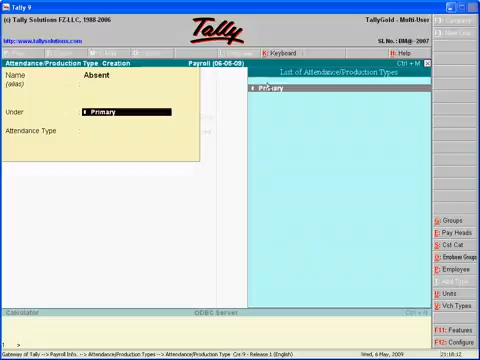 Tally 9
(c) Tally Solutions FZ-LLC, 1988-2006
TallyGold - Multi-User
Tally
http://www.tallysolutions.com
SL No.: DM@-2007
K: Keyboard
H: Help
Attendance/Production Type Creation
Payroll (06-05-09)
Ctrl + M
Name : Absent
(alias) :
Under : Primary
Attendance Type :
List of Attendance/Production Types
Primary
G: Groups
E: Pay Heads
S: Cst Cat
O: Employee Groups
P: Employee
U: Units
V: Vch Types
F11: Features
F12: Configure
Calculator
ODBC Server
Ctrl + N
1 >
Gateway of Tally --> Payroll Info. --> Attendance/Production Types --> Attendance/Production Type Cre
/9 - Release 1 (English)
Wed, 6 May, 2009